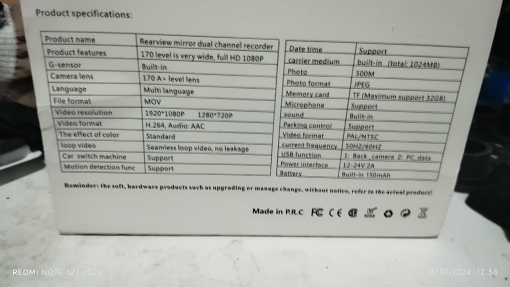 Product specifications:
Product name Rearview mirror dual channel recorder
Product features 170 level is very wide, full HD 1080P
G-sensor Built-in
Camera lens 170 A+ level lens
Language Multi language
File format MOV
Video resolution 1920*1080P 1280*720P
Video format H.264, Audio: AAC
The effect of color Standard
loop video Seamless loop video, no leakage
Car switch machine Support
Motion detection func Support
Date time Support
carrier medium built-in (total: 1024MB)
Photo 500M
Photo format JPEG
Memory card TF (Maximum support 32GB)
Microphone Support
sound Built-in
Parking control Support
Video format PAL/NTSC
current frequency 50HZ/60HZ
USB function 1: Back camera 2: PC data
Power interface 12-24V 2A
Battery Built-in 150mAh
Reminder: the soft, hardware products such as upgrading or manage change, without notice, refer to the actual product!
Made in P.R.C FC CE
REDMI NOTE 12 | JSDV
16/07/2024 12:34